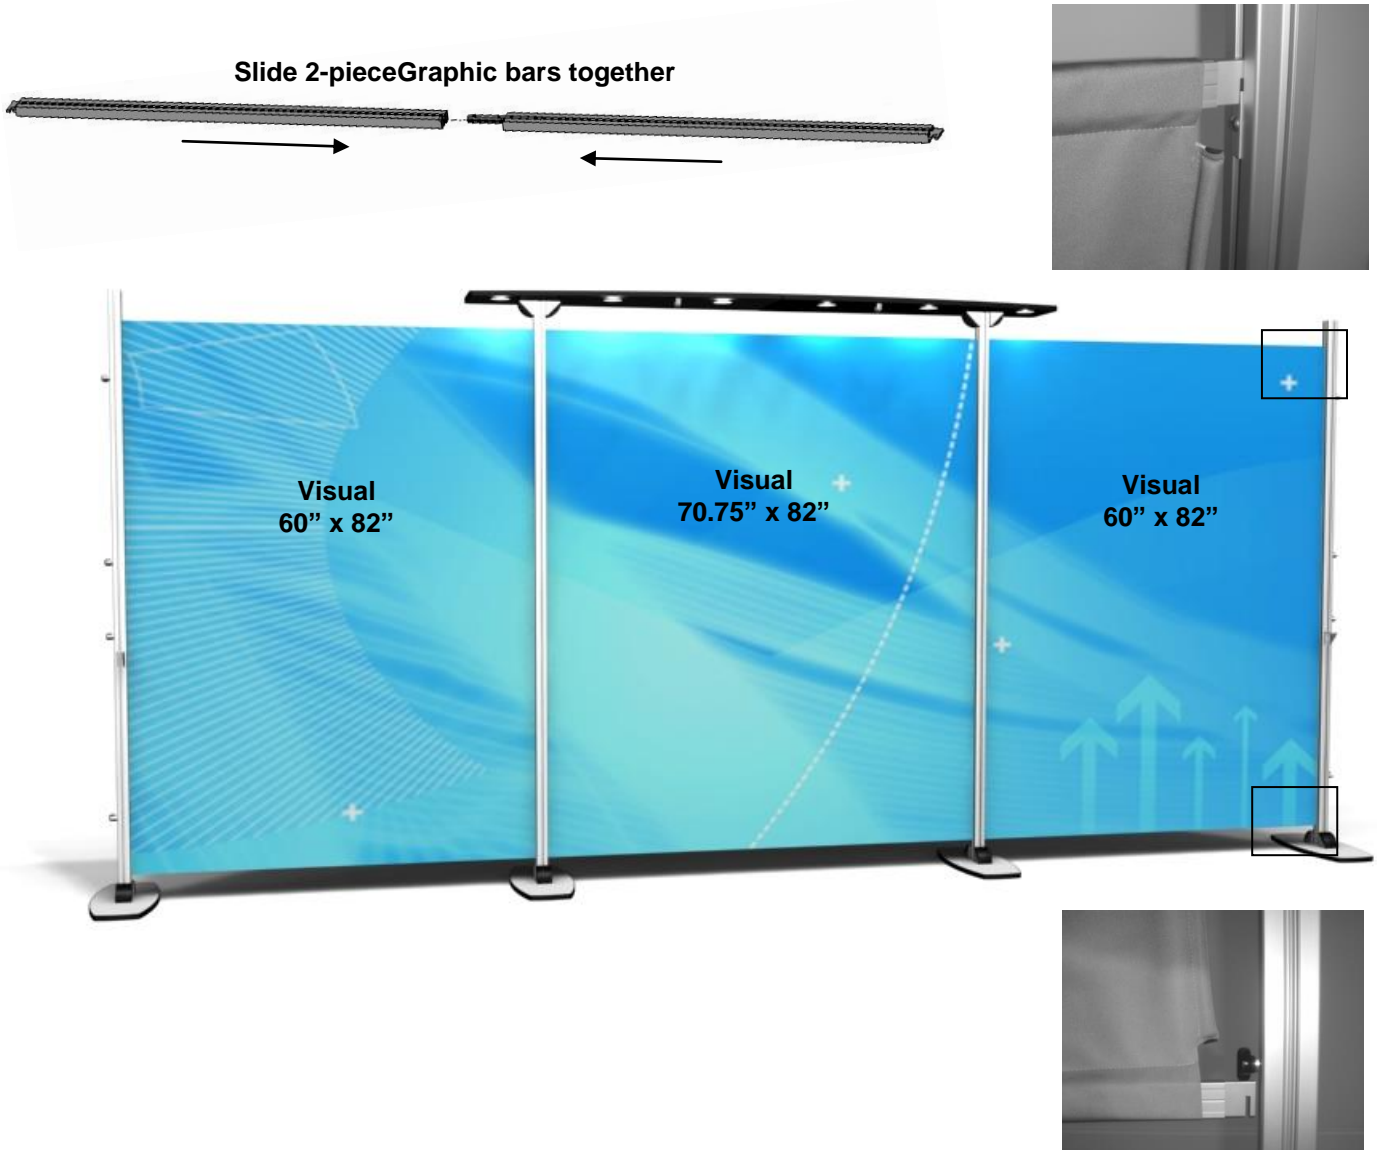 Slide 2-pieceGraphic bars together
Visual
60” x 82”
Visual
70.75” x 82”
Visual
60” x 82”